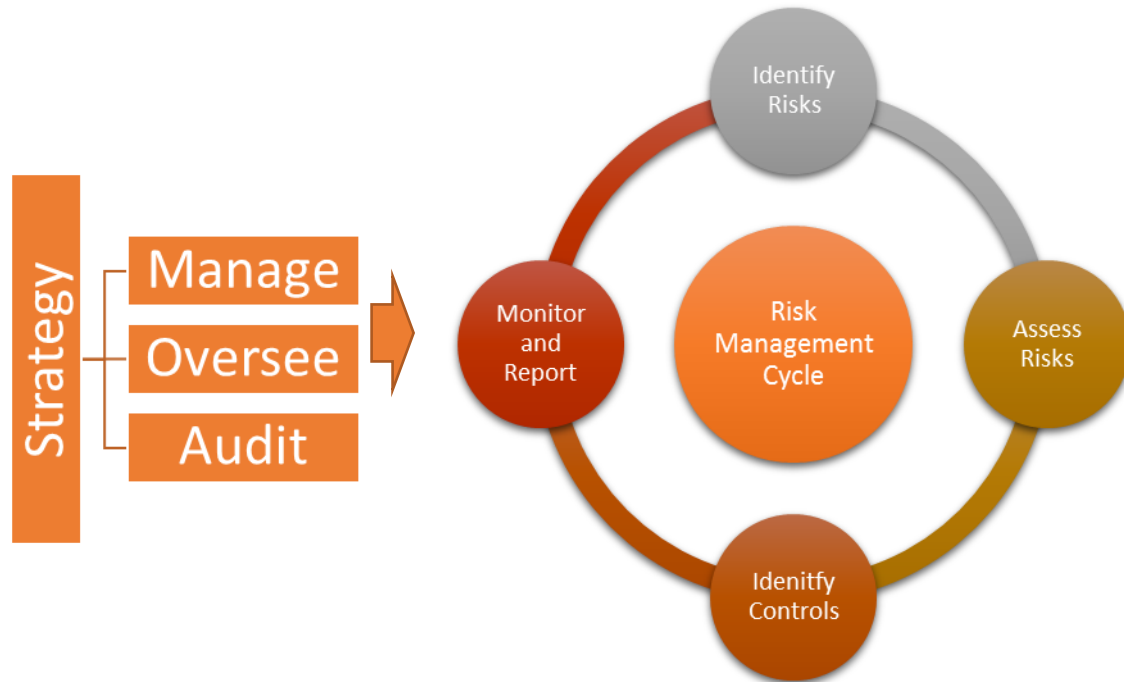 Strategy
Manage
Oversee
Audit
Identify
Risks
Assess
Risks
Idenitfy
Controls
Monitor
and
Report
Risk
Management
Cycle